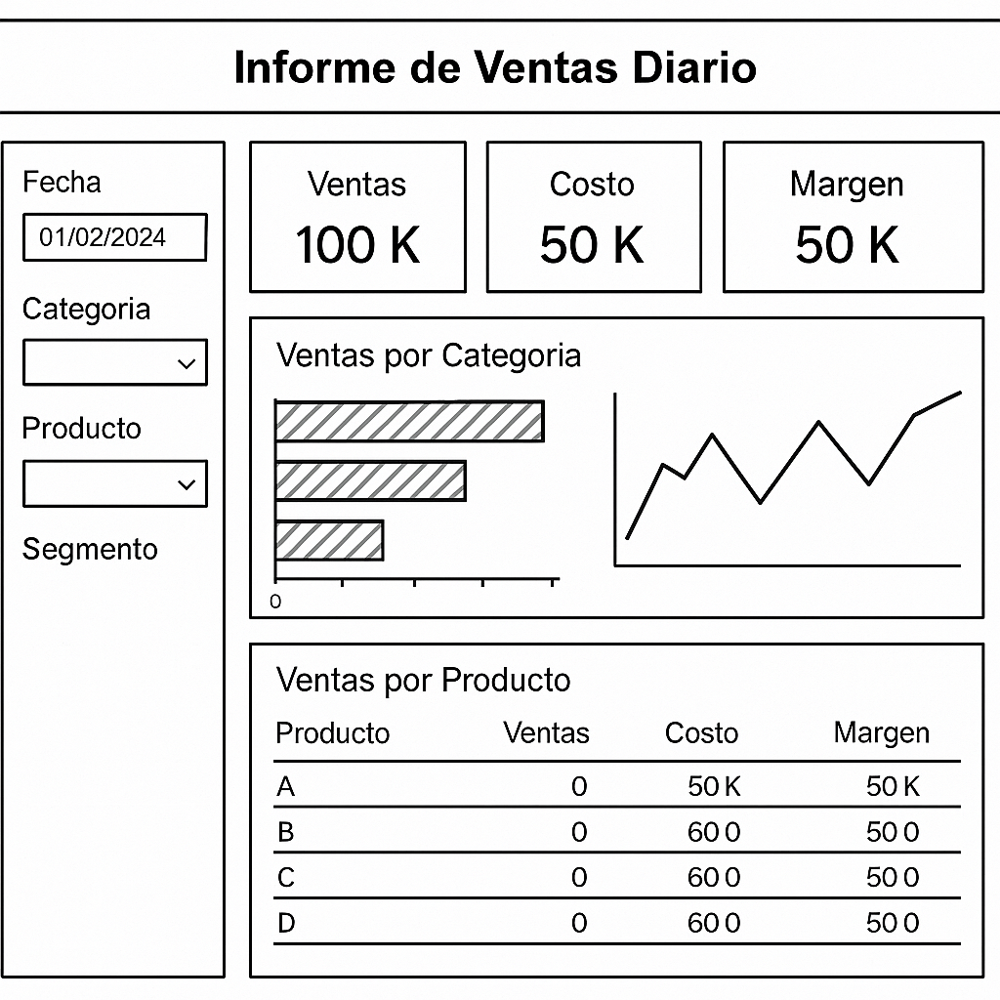 Informe de Ventas Diario
Fecha
01/02/2024
Categoria
Producto
Segmento
Ventas
100 K
Costo
50 K
Margen
50 K
Ventas por Categoria
0
Ventas por Producto
Producto Ventas Costo Margen
A 0 50 K 50 K
B 0 60 0 50 0
C 0 60 0 50 0
D 0 60 0 50 0